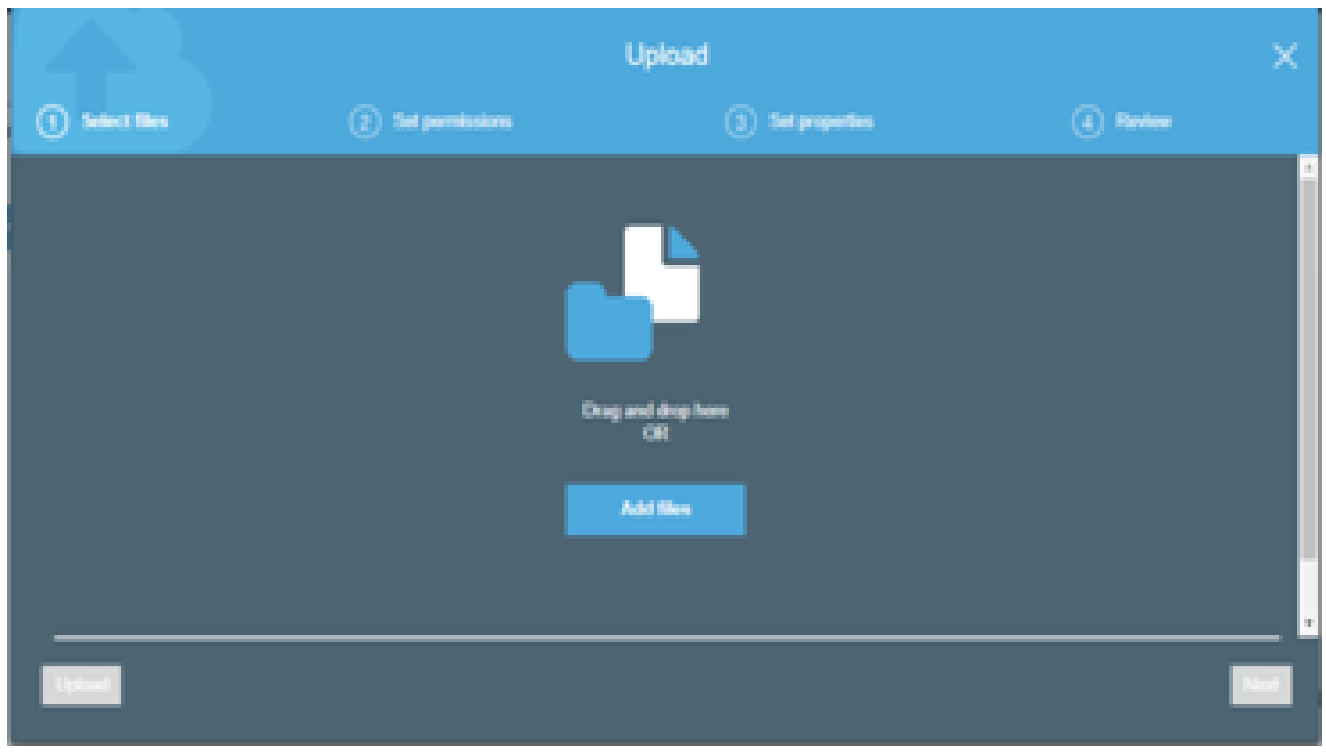 Upload
1 Select files
2 Set permissions
3 Set properties
4 Review
Drag and drop here
OR
Add files
Upload
Next